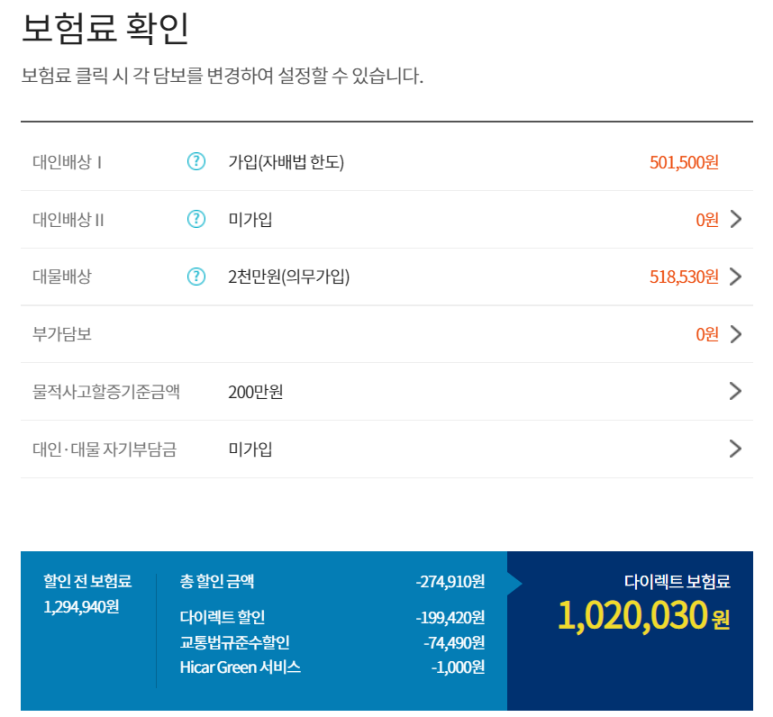 보험료 확인
보험료 클릭 시 각 담보를 변경하여 설정할 수 있습니다.
대인배상 I ? 가입(자배법 한도) 501,500원
대인배상 II ? 미가입 0원
대물배상 ? 2천만원(의무가입) 518,530원
부가담보 0원
물적사고할증기준금액 200만원
대인·대물 자기부담금 미가입
할인 전 보험료
1,294,940원
총 할인 금액 -274,910원
다이렉트 할인 -199,420원
교통법규준수할인 -74,490원
Hicar Green 서비스 -1,000원
다이렉트 보험료
1,020,030 원